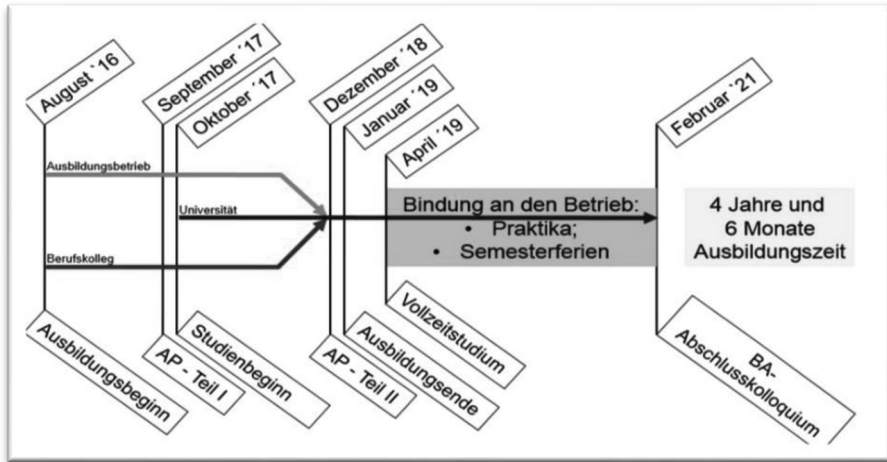 August `16
September ´17
Oktober ´17
Dezember ´18
Januar ´19
April ´19
Februar ´21
Ausbildungsbetrieb
Universität
Berufskolleg
Bindung an den Betrieb:
• Praktika;
• Semesterferien
4 Jahre und
6 Monate
Ausbildungszeit
Ausbildungsbeginn
AP - Teil I
Studienbeginn
AP - Teil II
Ausbildungsende
Vollzeitstudium
BA-
Abschlusskolloquium